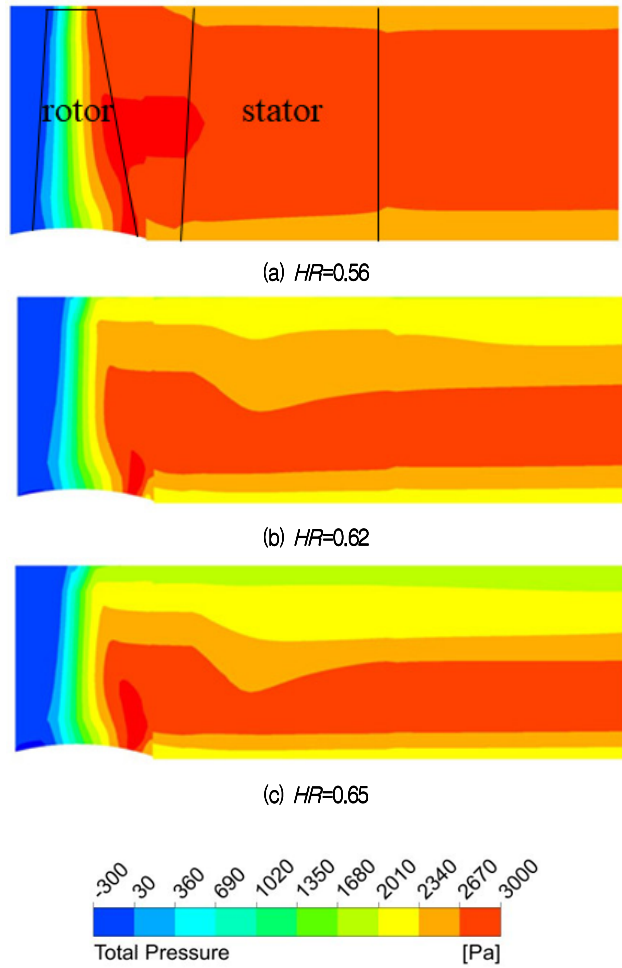 rotor
stator
(a) HR=0.56
(b) HR=0.62
(c) HR=0.65
-300 30 360 690 1020 1350 1680 2010 2340 2670 3000
Total Pressure [Pa]